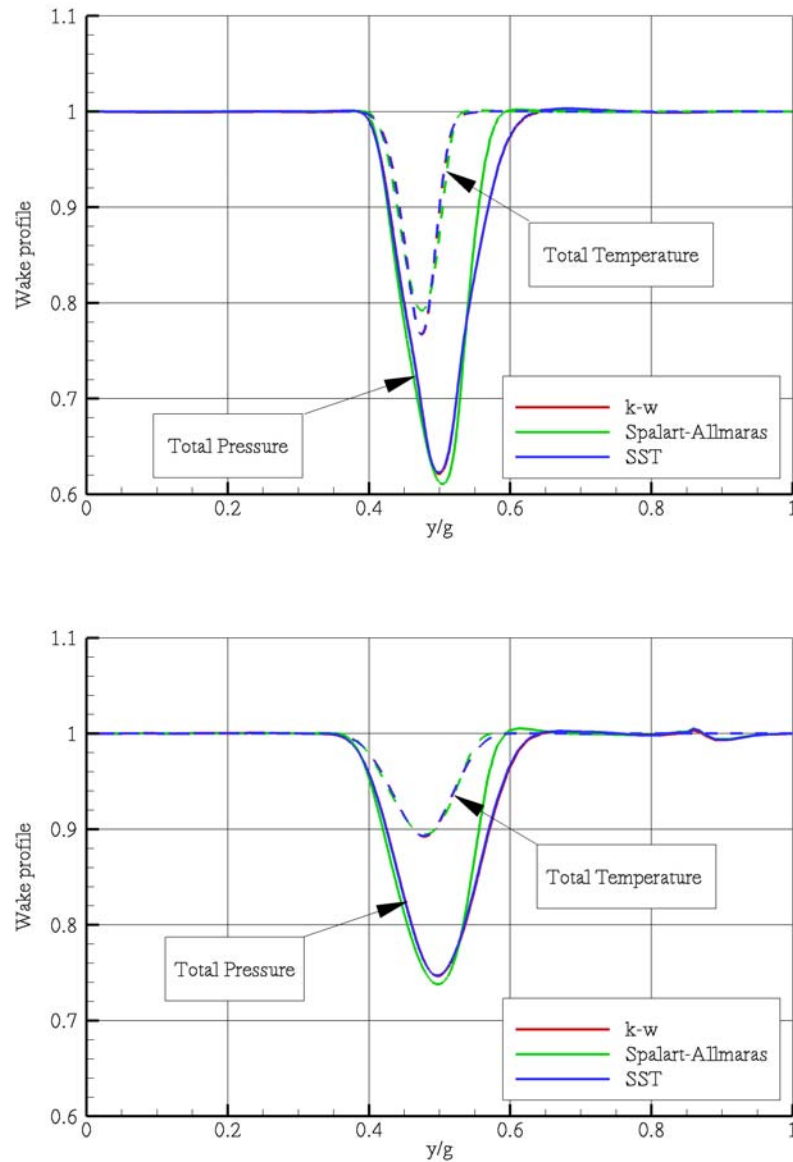 1.1
1
0.9
0.8
0.7
0.6
Wake profile
Total Temperature
Total Pressure
k-w
Spalart-Allmaras
SST
0 0.2 0.4 0.6 0.8 1
y/g
1.1
1
0.9
0.8
0.7
0.6
Wake profile
Total Temperature
Total Pressure
k-w
Spalart-Allmaras
SST
0 0.2 0.4 0.6 0.8 1
y/g